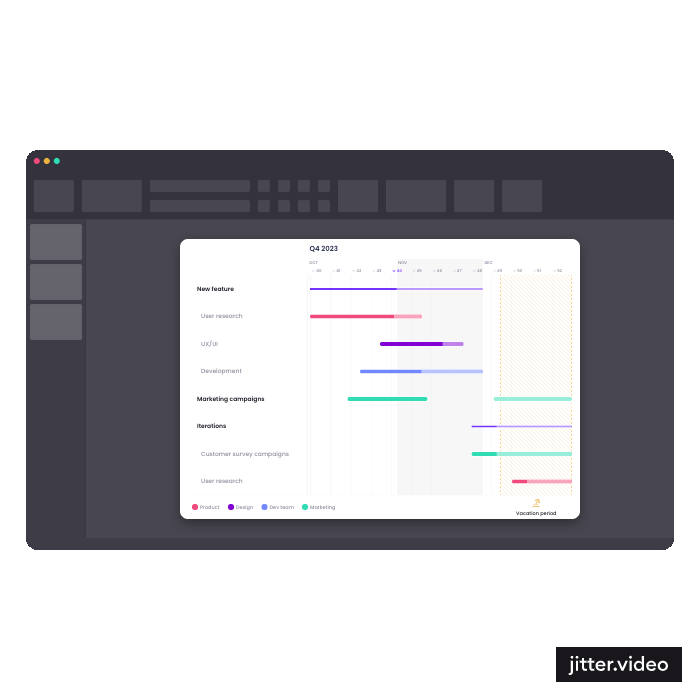 Q4 2023
OCT NOV DEC
w 40 w 41 w 42 w 43 w 44 w 45 w 46 w 47 w 48 w 49 w 50 w 51 w 52
New feature
User research
UX/UI
Development
Marketing campaigns
Iterations
Customer survey campaigns
User research
Product Design Dev team Marketing
Vacation period
jitter.video